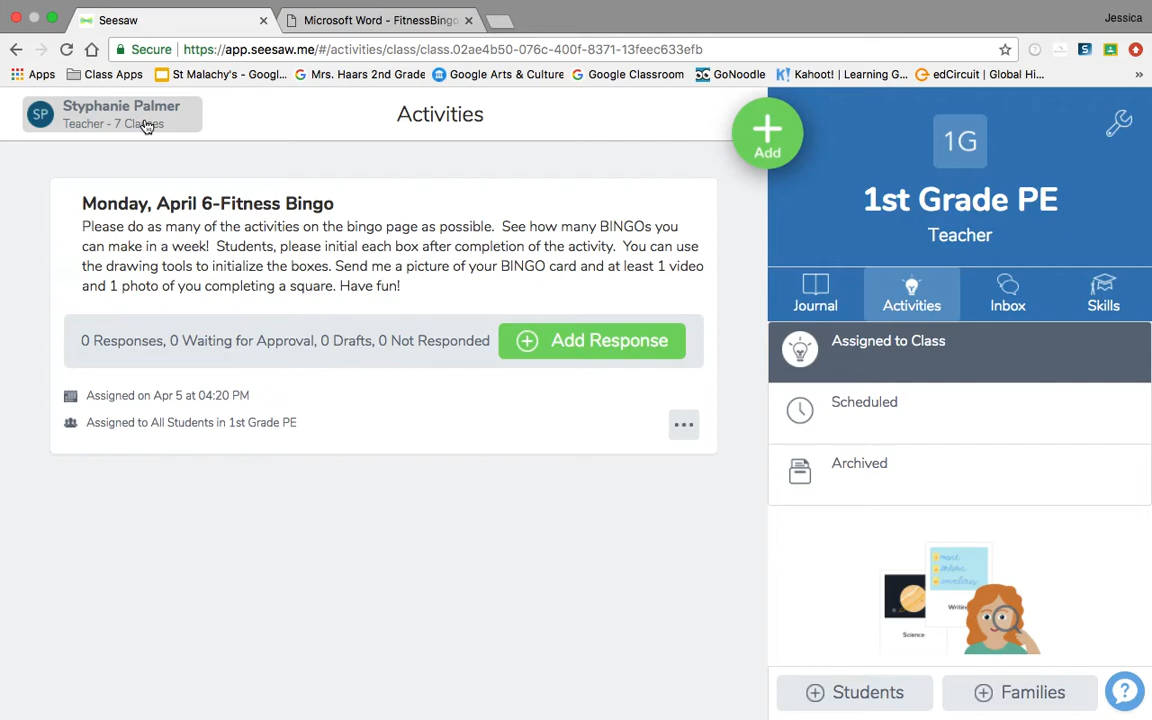 Seesaw
Microsoft Word - FitnessBingo
Jessica
Secure
https://app.seesaw.me/#/activities/class/class.02ae4b50-076c-400f-8371-13feec633efb
Apps
Class Apps
St Malachy's - Googl...
Mrs. Haars 2nd Grade
Google Arts & Culture
Google Classroom
GoNoodle
Kahoot! | Learning G...
edCircuit | Global Hi...
»
SP
Styphanie Palmer
Teacher - 7 Classes
Activities
Add
1G
1st Grade PE
Teacher
Journal
Activities
Inbox
Skills
Monday, April 6-Fitness Bingo
Please do as many of the activities on the bingo page as possible. See how many BINGOs you
can make in a week! Students, please initial each box after completion of the activity. You can use
the drawing tools to initialize the boxes. Send me a picture of your BINGO card and at least 1 video
and 1 photo of you completing a square. Have fun!
0 Responses, 0 Waiting for Approval, 0 Drafts, 0 Not Responded
Add Response
Assigned on Apr 5 at 04:20 PM
Assigned to All Students in 1st Grade PE
Assigned to Class
Scheduled
Archived
Science
Students
Families
?